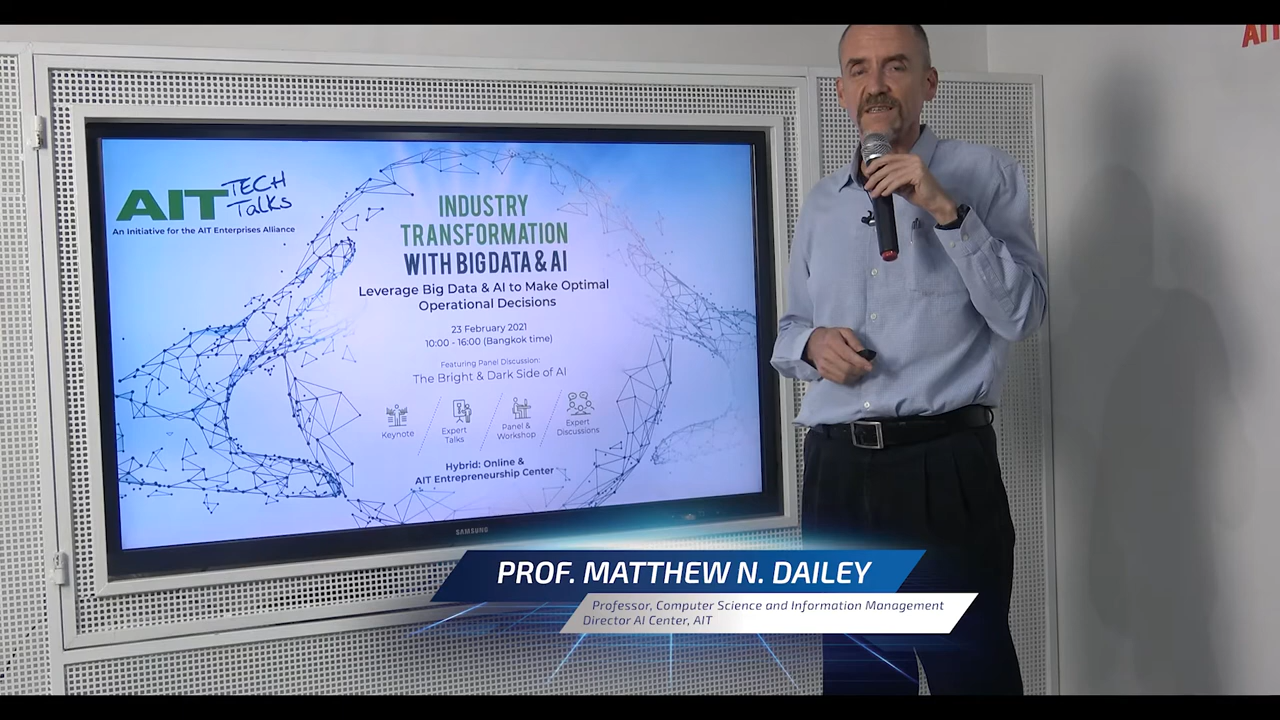 AIT
AIT TECH
Talks
An Initiative for the AIT Enterprises Alliance
INDUSTRY
TRANSFORMATION
WITH BIG DATA & AI
Leverage Big Data & AI to Make Optimal
Operational Decisions
23 February 2021
10:00 - 16:00 (Bangkok time)
Featuring Panel Discussion:
The Bright & Dark Side of AI
Keynote
Expert
Talks
Panel &
Workshop
Expert
Discussions
Hybrid: Online &
AIT Entrepreneurship Center
SAMSUNG
PROF. MATTHEW N. DAILEY
Professor, Computer Science and Information Management
Director AI Center, AIT